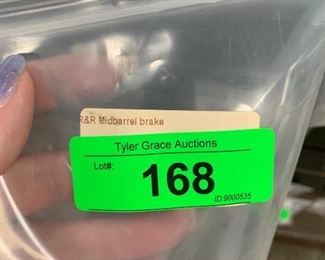 R&R Midbarrel brake
Tyler Grace Auctions
Lot#:
168
ID:9000535